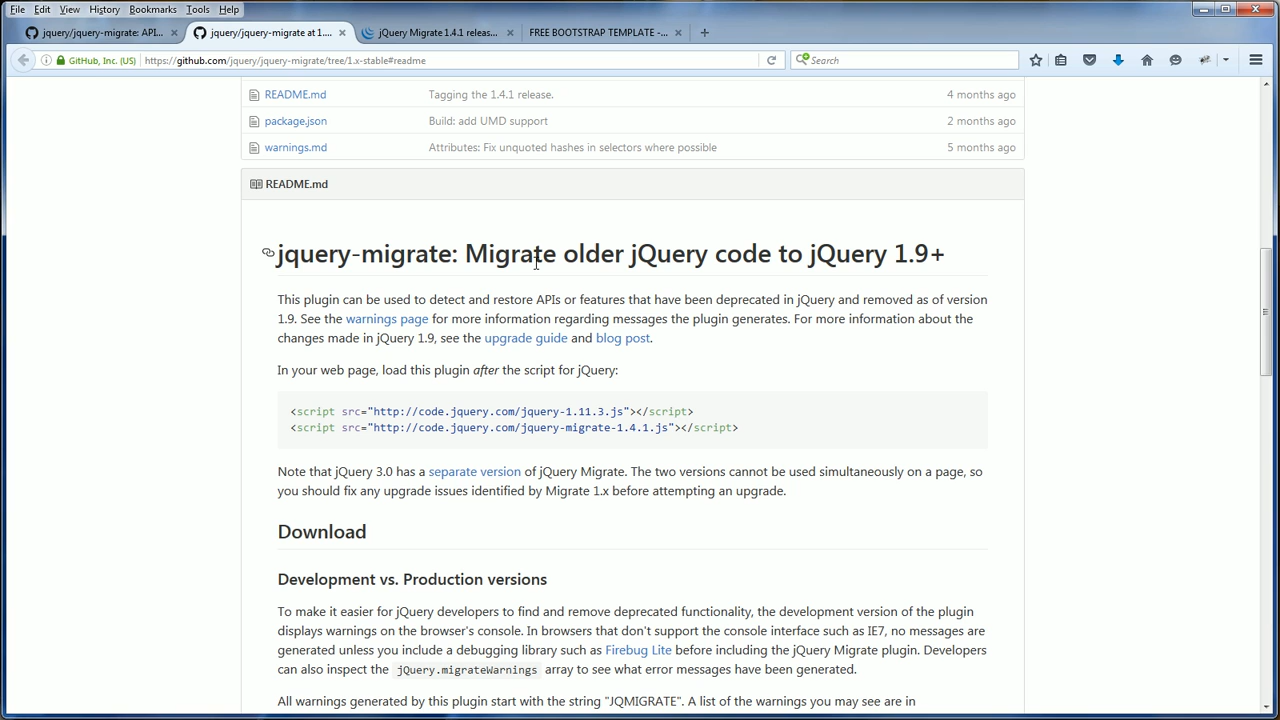 File Edit View History Bookmarks Tools Help
jquery/jquery-migrate: API... × jquery/jquery-migrate at 1.... × jQuery Migrate 1.4.1 releas... × FREE BOOTSTRAP TEMPLATE -... × +
GitHub, Inc. (US) https://github.com/jquery/jquery-migrate/tree/1.x-stable#readme Search
README.md Tagging the 1.4.1 release. 4 months ago
package.json Build: add UMD support 2 months ago
warnings.md Attributes: Fix unquoted hashes in selectors where possible 5 months ago
README.md
jquery-migrate: Migrate older jQuery code to jQuery 1.9+
This plugin can be used to detect and restore APIs or features that have been deprecated in jQuery and removed as of version
1.9. See the warnings page for more information regarding messages the plugin generates. For more information about the
changes made in jQuery 1.9, see the upgrade guide and blog post.
In your web page, load this plugin after the script for jQuery:
<script src="http://code.jquery.com/jquery-1.11.3.js"></script>
<script src="http://code.jquery.com/jquery-migrate-1.4.1.js"></script>
Note that jQuery 3.0 has a separate version of jQuery Migrate. The two versions cannot be used simultaneously on a page, so
you should fix any upgrade issues identified by Migrate 1.x before attempting an upgrade.
Download
Development vs. Production versions
To make it easier for jQuery developers to find and remove deprecated functionality, the development version of the plugin
displays warnings on the browser's console. In browsers that don't support the console interface such as IE7, no messages are
generated unless you include a debugging library such as Firebug Lite before including the jQuery Migrate plugin. Developers
can also inspect the jQuery.migrateWarnings array to see what error messages have been generated.
All warnings generated by this plugin start with the string "JQMIGRATE". A list of the warnings you may see are in